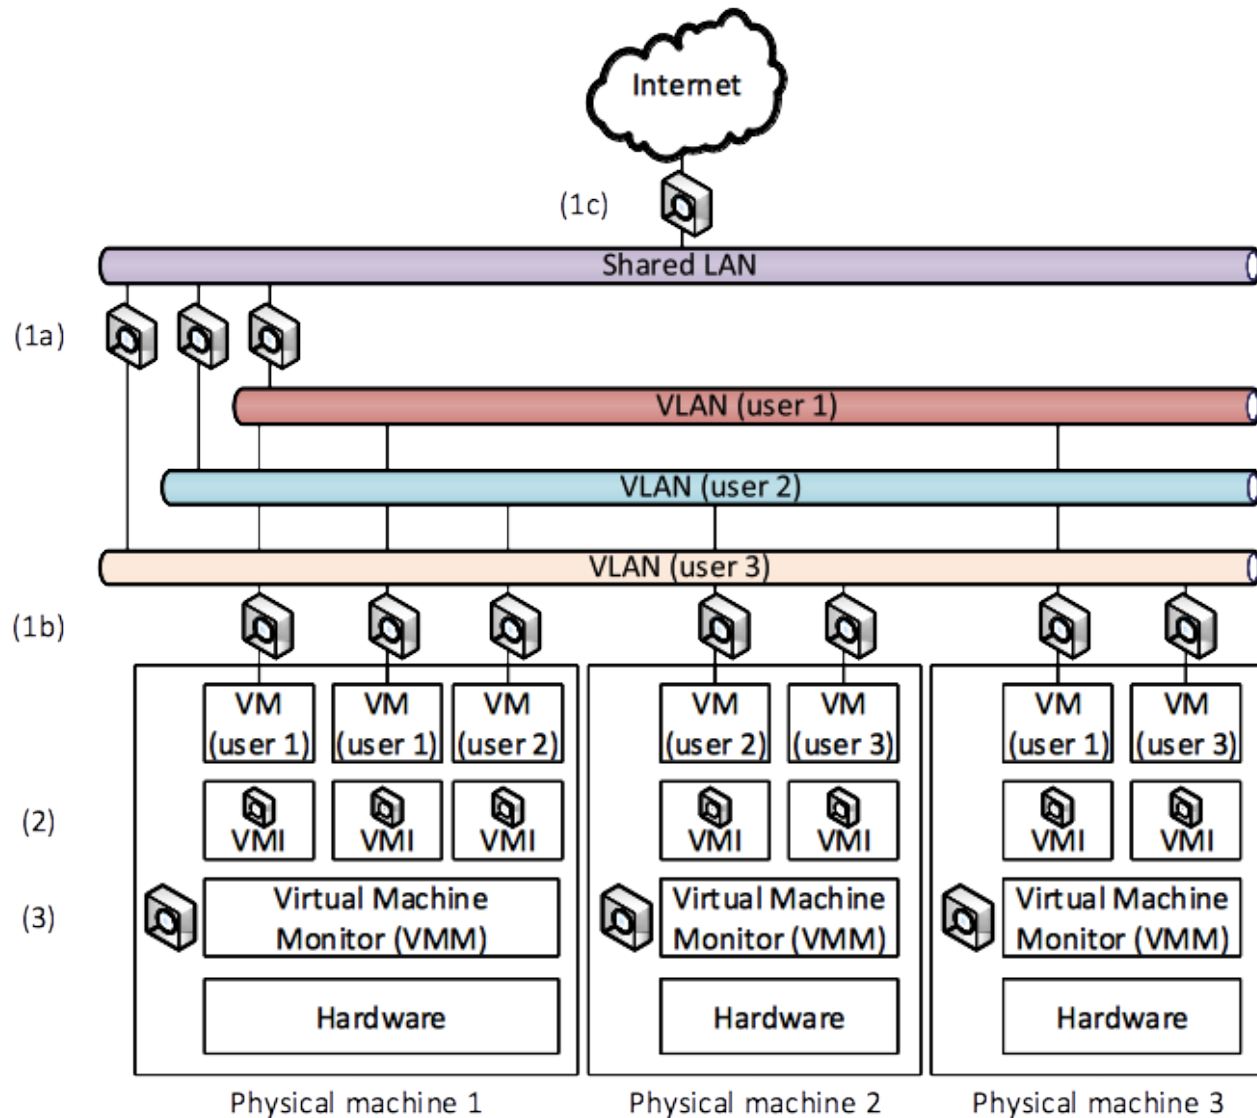 Internet
(1c)
Shared LAN
(1a)
VLAN (user 1)
VLAN (user 2)
VLAN (user 3)
(1b)
VM
(user 1)
VM
(user 1)
VM
(user 2)
VM
(user 2)
VM
(user 3)
VM
(user 1)
VM
(user 3)
(2)
VMI
VMI
VMI
VMI
VMI
VMI
VMI
(3)
Virtual Machine
Monitor (VMM)
Virtual Machine
Monitor (VMM)
Virtual Machine
Monitor (VMM)
Hardware
Hardware
Hardware
Physical machine 1
Physical machine 2
Physical machine 3